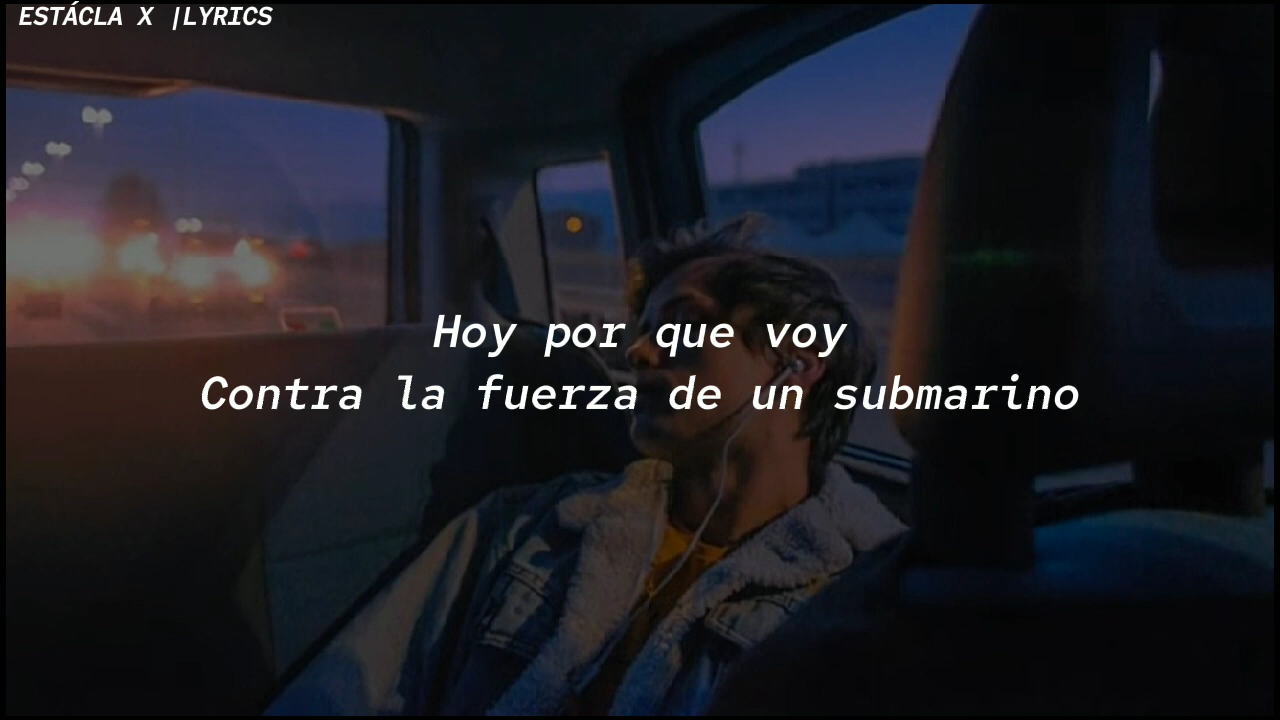 ESTÁCLA X |LYRICS
Hoy por que voy
Contra la fuerza de un submarino